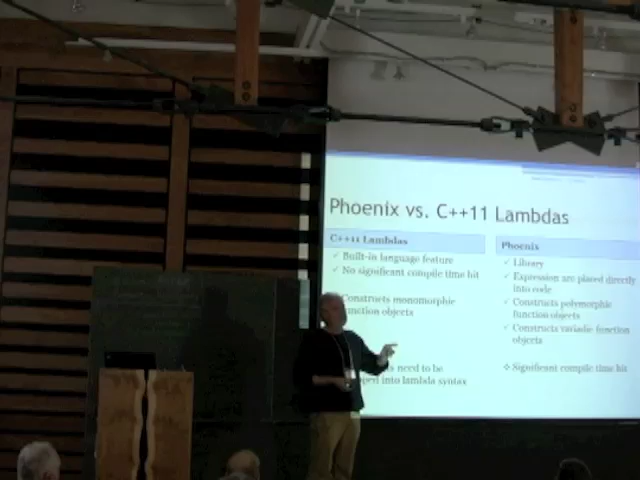 Phoenix vs. C++11 Lambdas
C++11 Lambdas
✓ Built-in language feature
✓ No significant compile time hit
Constructs monomorphic
function objects
need to be
into lambda syntax
Phoenix
✓ Library
✓ Expression are placed directly
into code
✓ Constructs polymorphic
function objects
✓ Constructs variadic function
objects
❖ Significant compile time hit